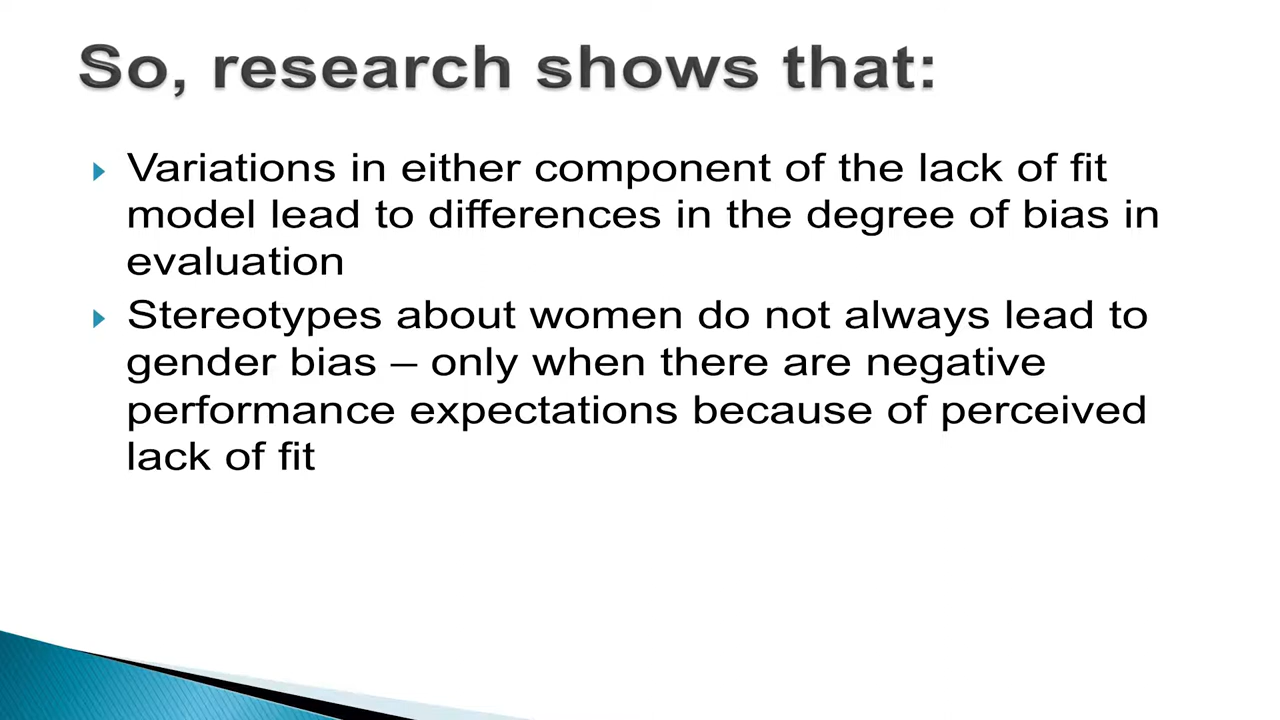 So, research shows that:
Variations in either component of the lack of fit
model lead to differences in the degree of bias in
evaluation
Stereotypes about women do not always lead to
gender bias – only when there are negative
performance expectations because of perceived
lack of fit